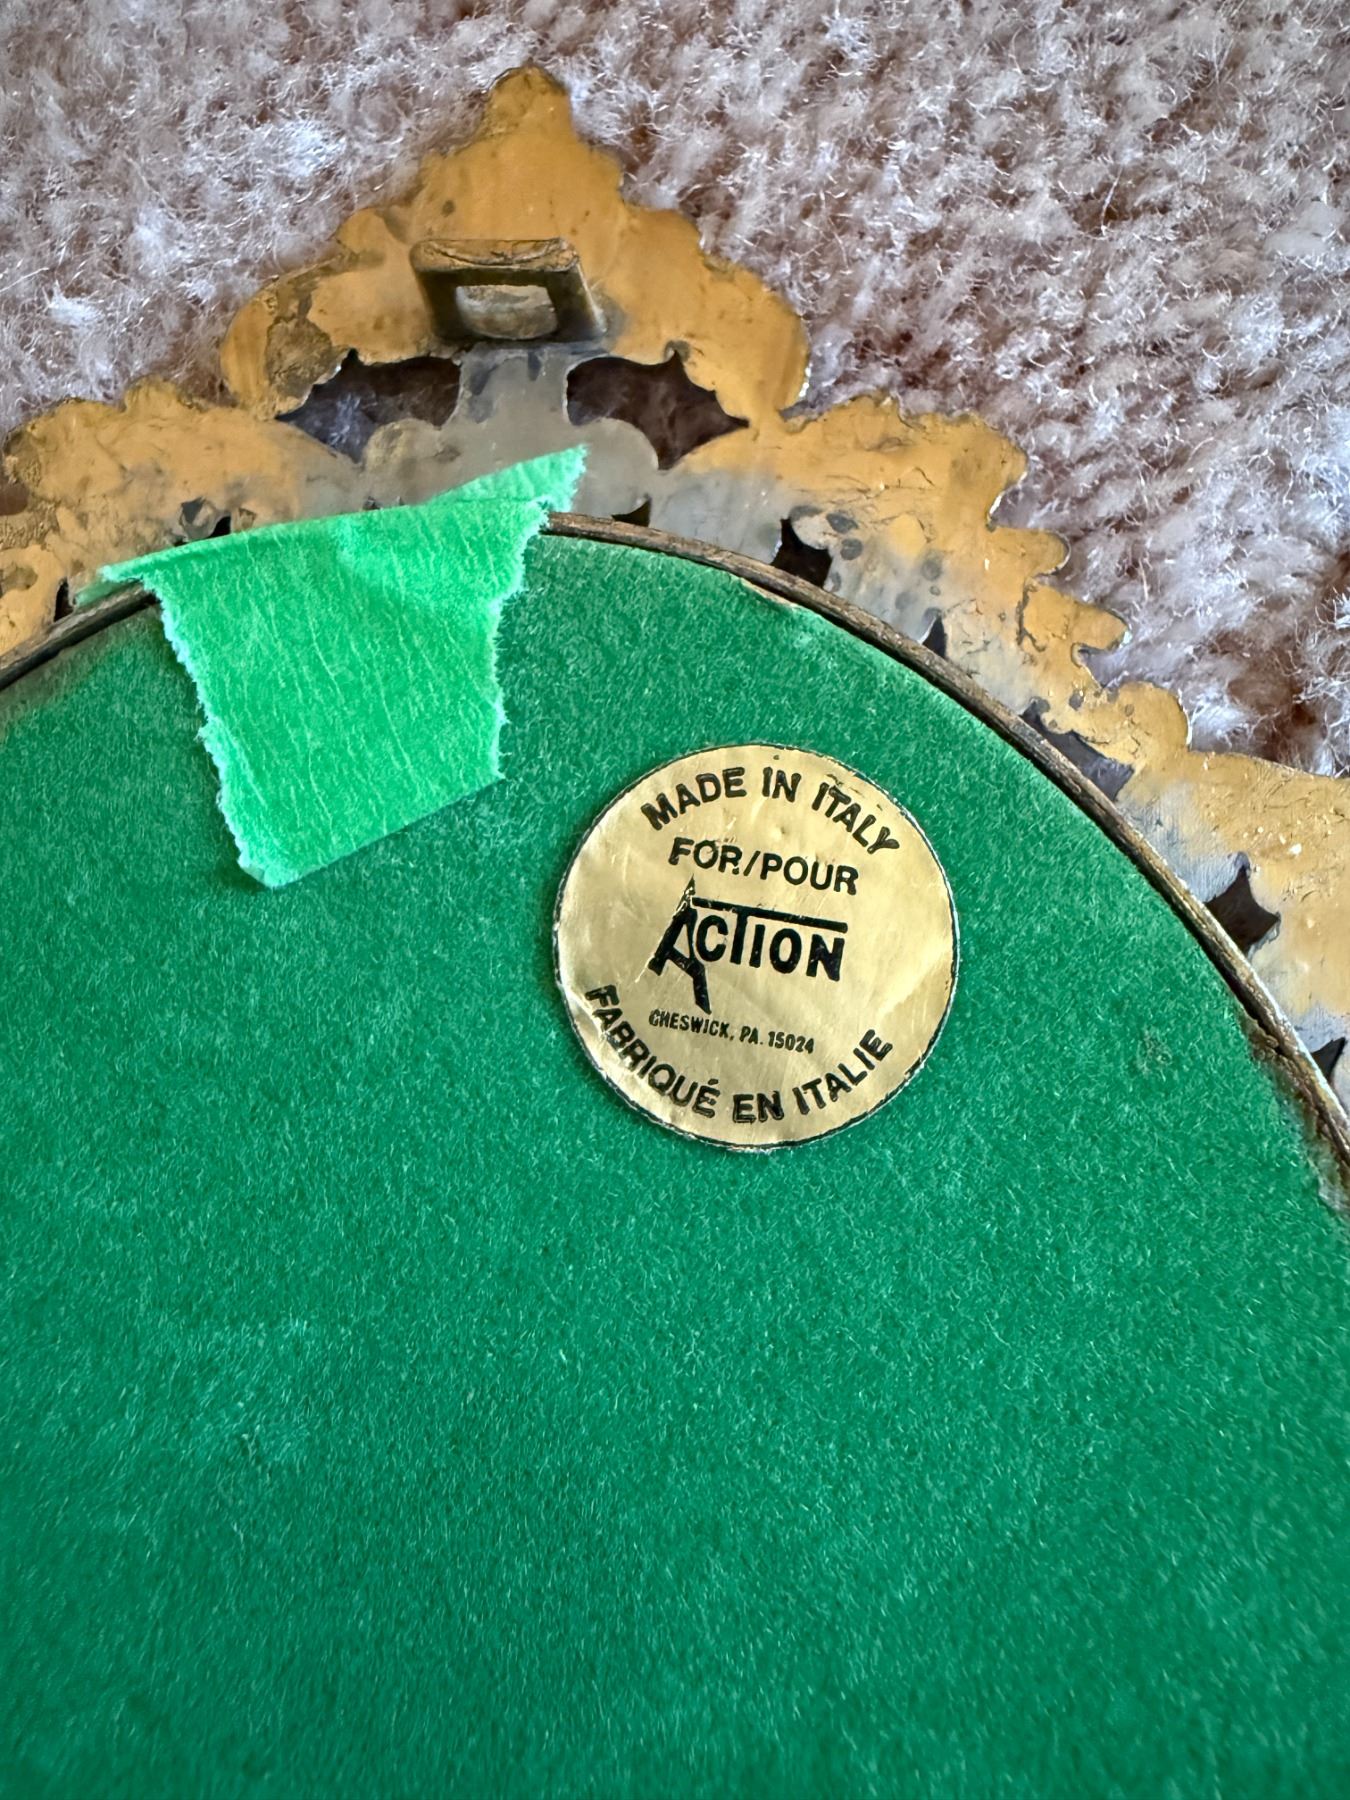 MADE IN ITALY
FOR/POUR
ACTION
CHESWICK, PA. 15024
FABRIQUÉ EN ITALIE